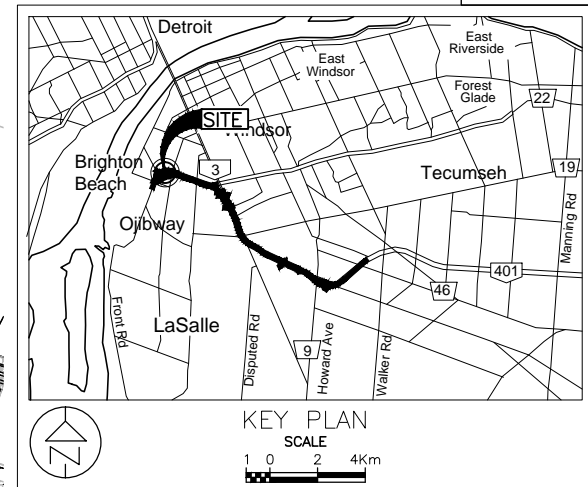 Detroit
East
Riverside
East
Windsor
Forest
Glade
22
SITE
Windsor
Brighton
Beach
3
Tecumseh
19
Ojibway
Manning Rd
401
46
Front Rd
LaSalle
Disputed Rd
9
Howard Ave
Walker Rd
N
KEY PLAN
SCALE
1 0 2 4Km